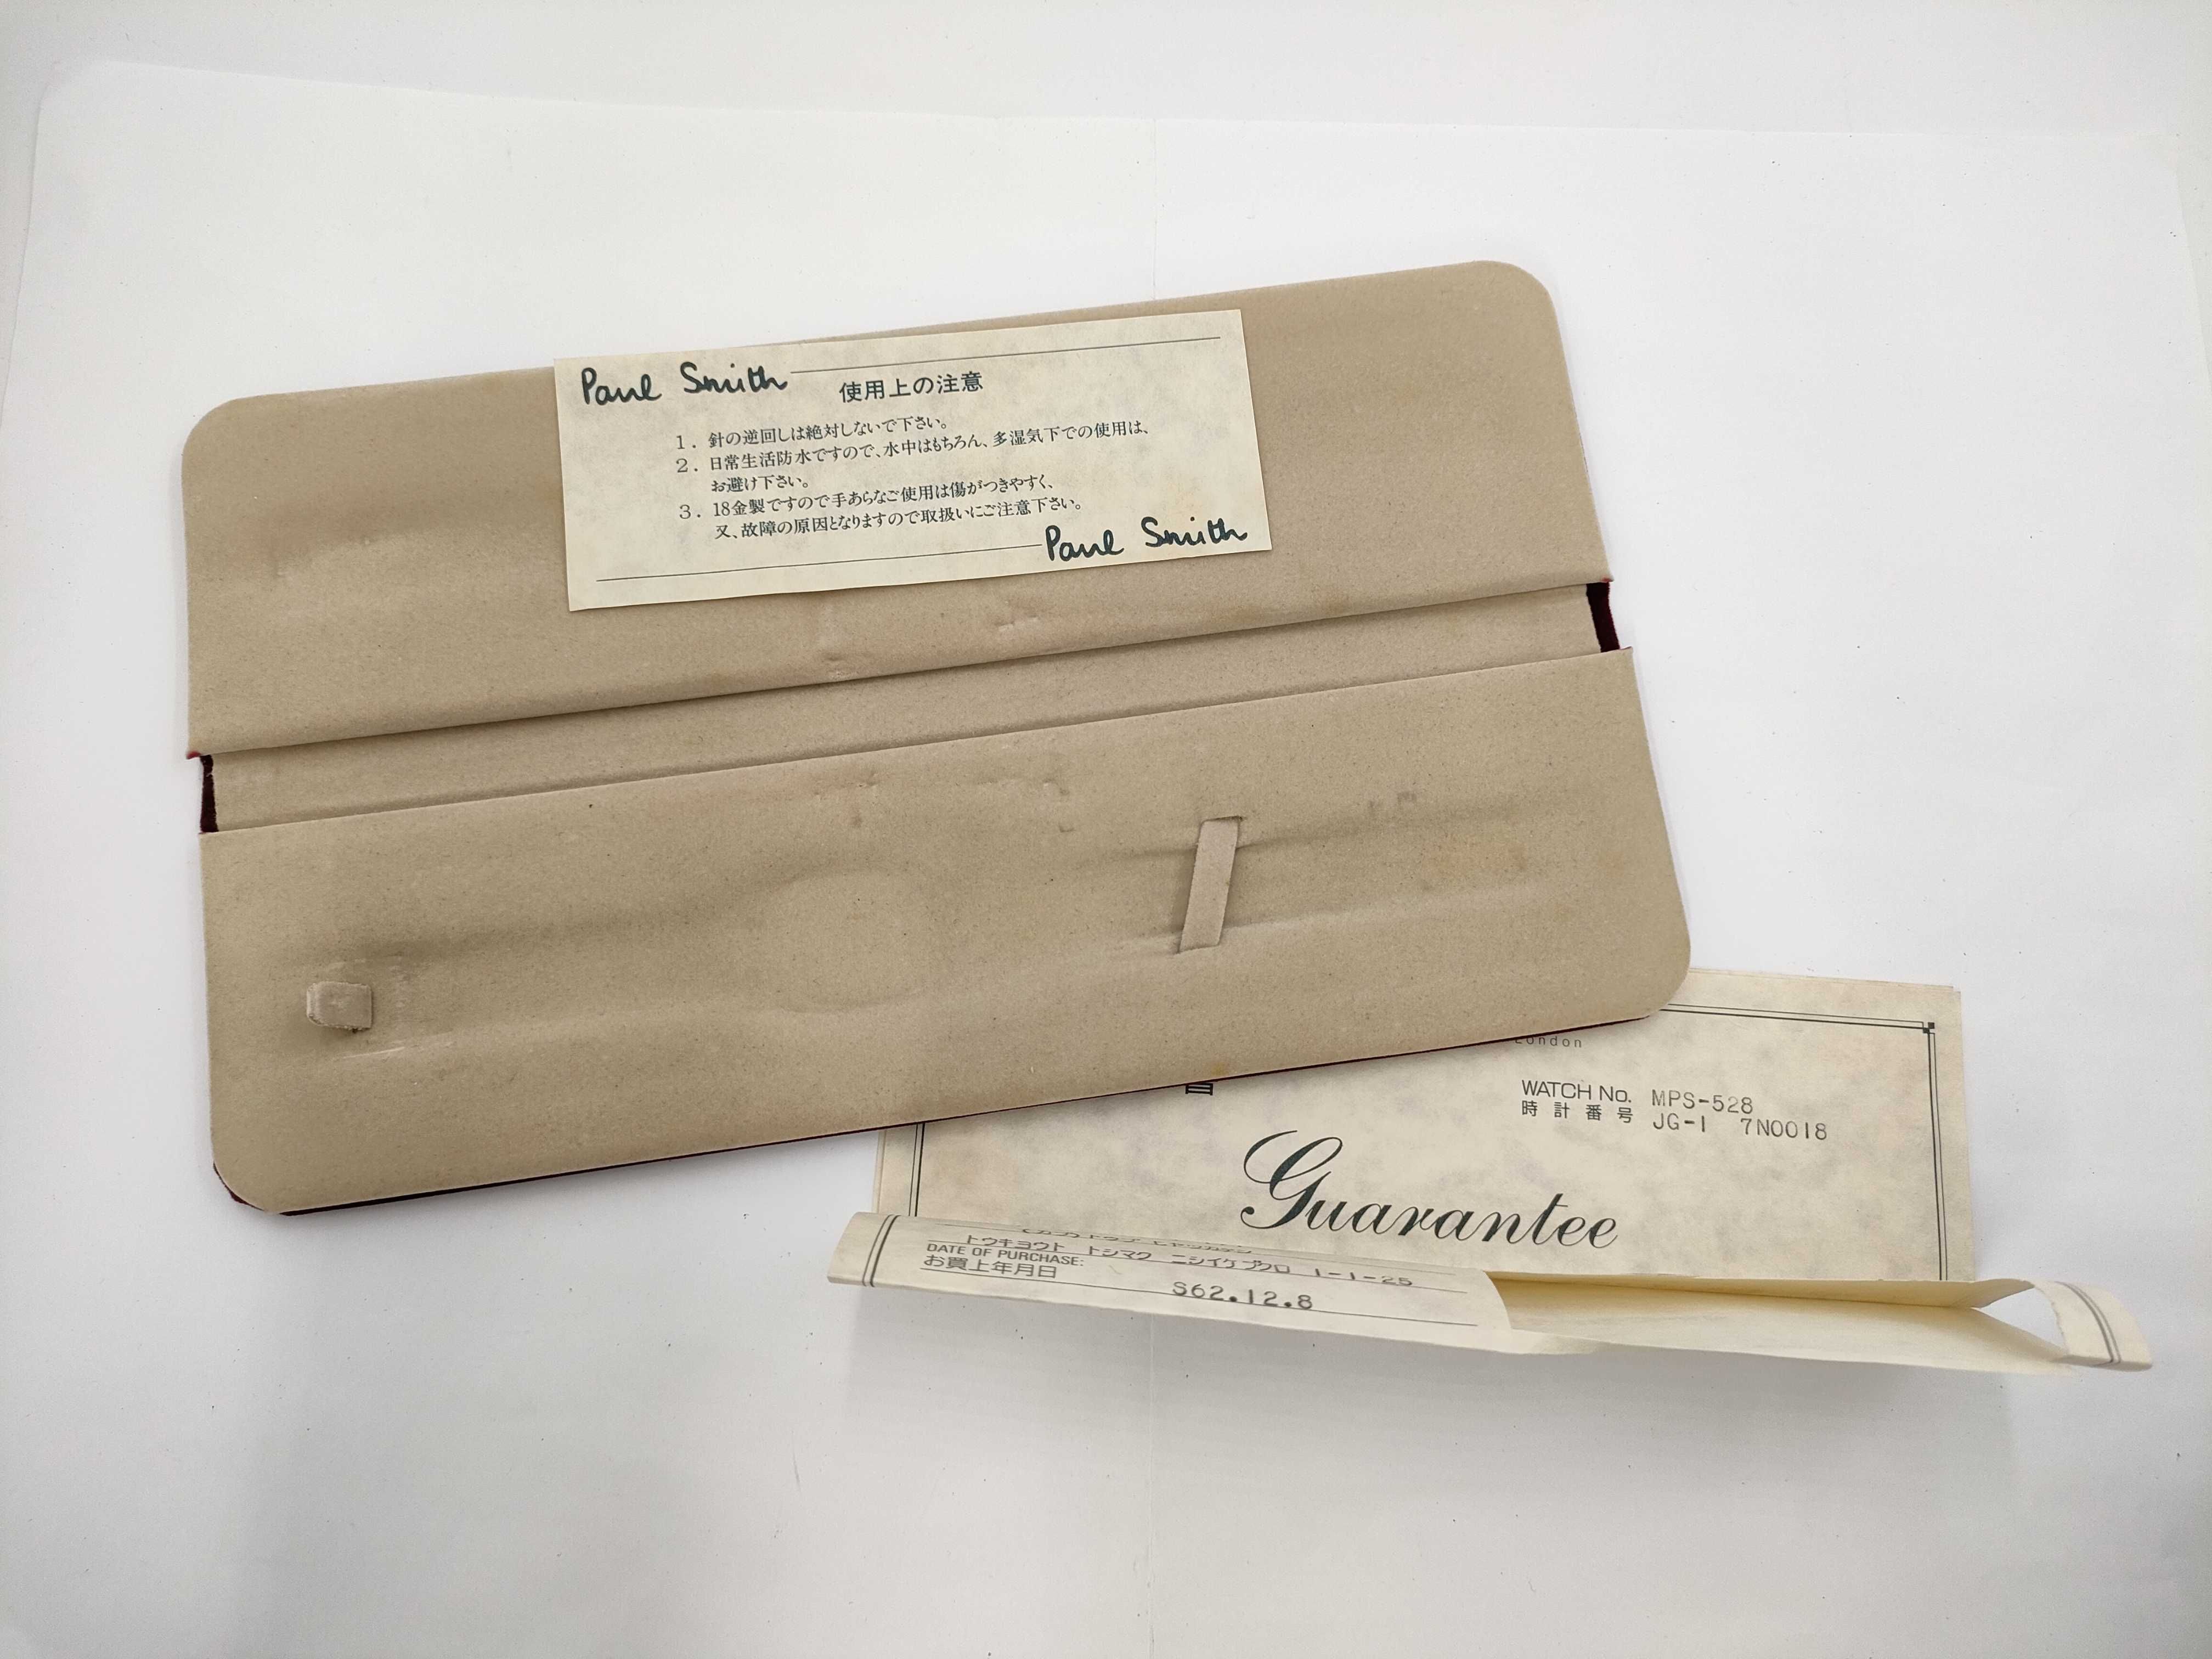 Paul Smith
使用上の注意
1. 針の逆回しは絶対しないで下さい。
2. 日常生活防水ですので、水中はもちろん、多湿気下での使用は、
お避け下さい。
3. 18金製ですので手あらなご使用は傷がつきやすく、
又、故障の原因となりますので取扱いにご注意下さい。
Paul Smith
London
WATCH No. MPS-528
時計番号 JG-1 7N0018
Guarantee
トウキヨウト トシマク ニシイケブクロ 1-1-25
DATE OF PURCHASE:
お買上年月日 S62.12.8